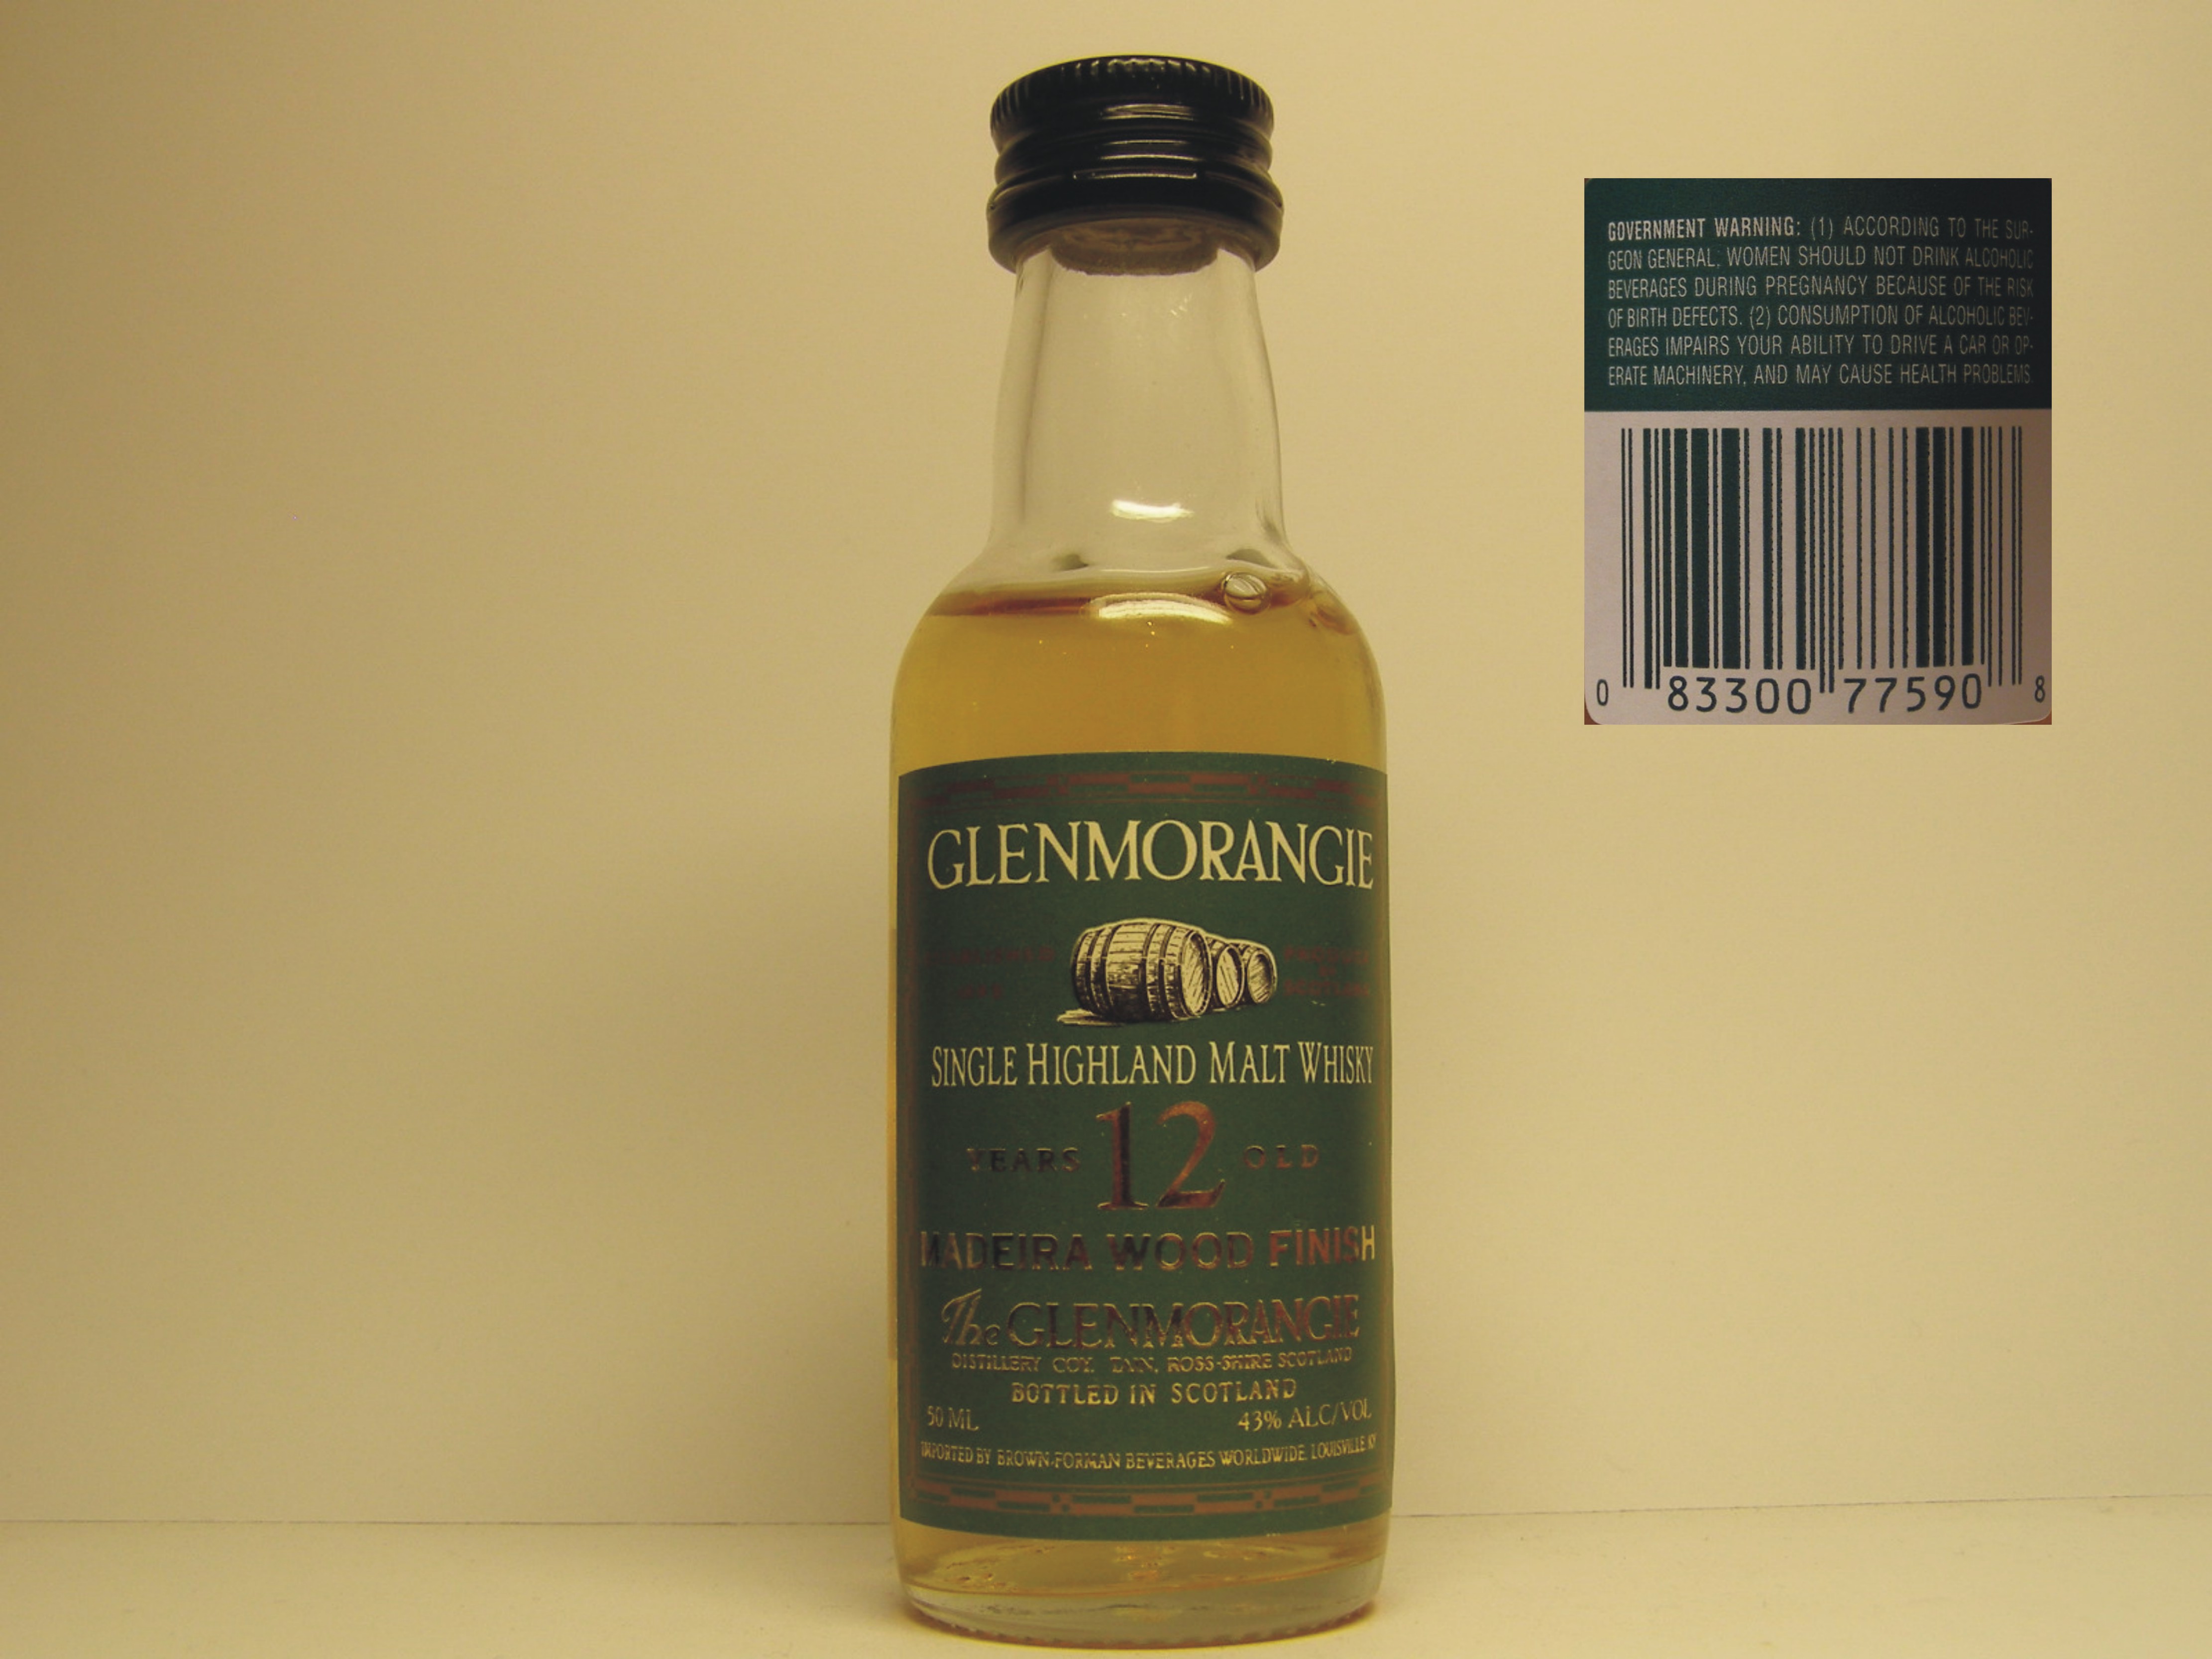 GLENMORANGIE
PRODUCE
OF
SCOTLAND
SINGLE HIGHLAND MALT WHISKY
YEARS 12 OLD
MADEIRA WOOD FINISH
The GLENMORANGIE
DISTILLERY COY. TAIN, ROSS-SHIRE SCOTLAND
BOTTLED IN SCOTLAND
50 ML 43% ALC/VOL
IMPORTED BY BROWN-FORMAN BEVERAGES WORLDWIDE, LOUISVILLE, KY
GOVERNMENT WARNING: (1) ACCORDING TO THE SUR-
GEON GENERAL, WOMEN SHOULD NOT DRINK ALCOHOLIC
BEVERAGES DURING PREGNANCY BECAUSE OF THE RISK
OF BIRTH DEFECTS. (2) CONSUMPTION OF ALCOHOLIC BEV-
ERAGES IMPAIRS YOUR ABILITY TO DRIVE A CAR OR OP-
ERATE MACHINERY, AND MAY CAUSE HEALTH PROBLEMS.
0 83300 77590 8